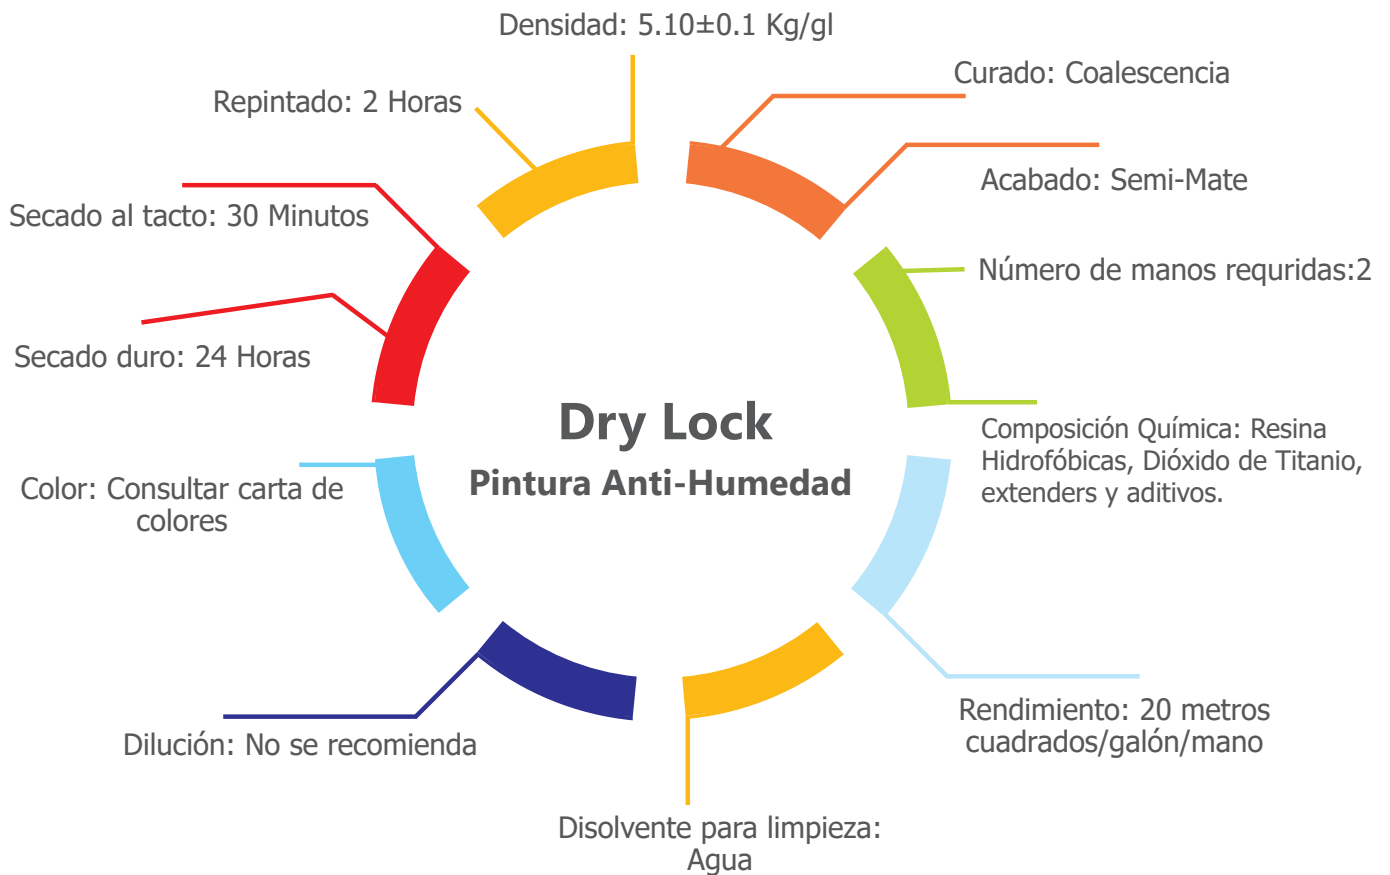 Densidad: 5.10±0.1 Kg/gl
Curado: Coalescencia
Repintado: 2 Horas
Acabado: Semi-Mate
Secado al tacto: 30 Minutos
Número de manos requridas:2
Secado duro: 24 Horas
Dry Lock
Pintura Anti-Humedad
Composición Química: Resina
Hidrofóbicas, Dióxido de Titanio,
extenders y aditivos.
Color: Consultar carta de
colores
Rendimiento: 20 metros
cuadrados/galón/mano
Dilución: No se recomienda
Disolvente para limpieza:
Agua